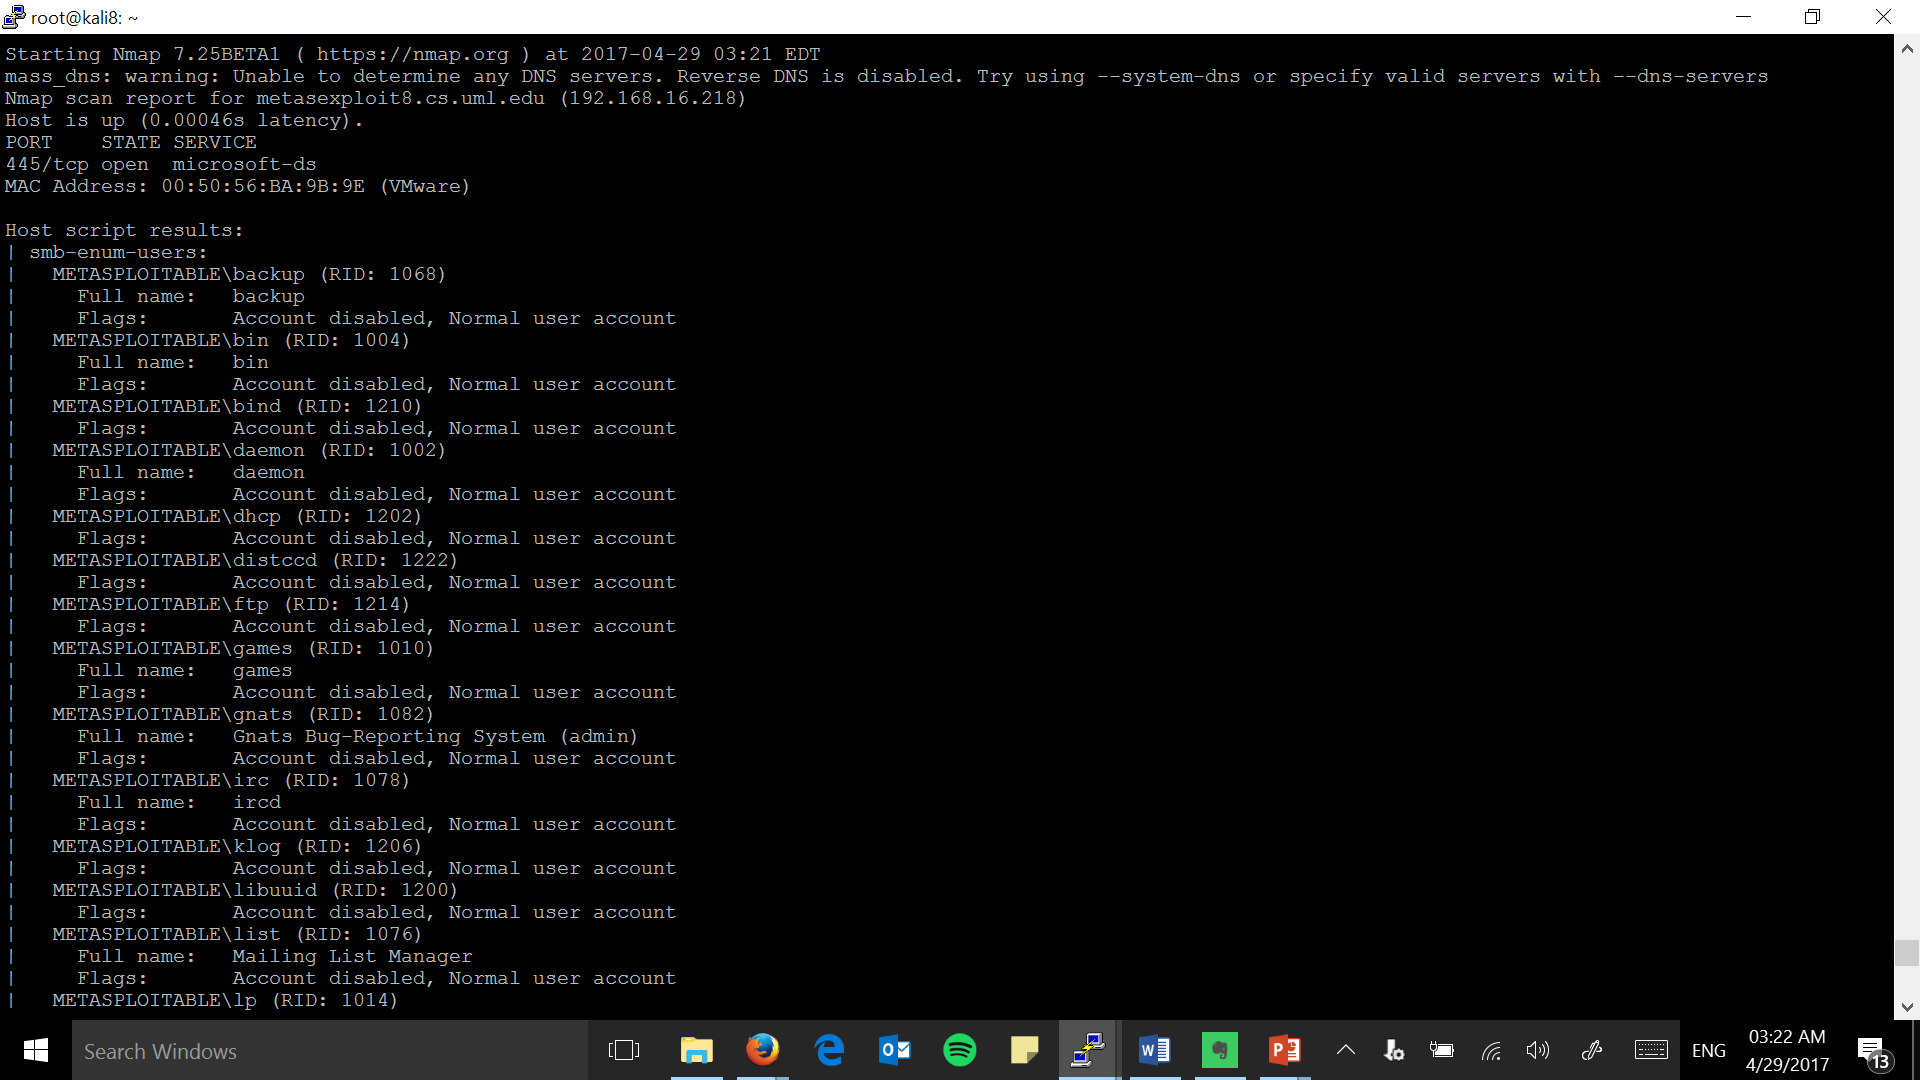 root@kali8: ~
Starting Nmap 7.25BETA1 ( https://nmap.org ) at 2017-04-29 03:21 EDT
mass_dns: warning: Unable to determine any DNS servers. Reverse DNS is disabled. Try using --system-dns or specify valid servers with --dns-servers
Nmap scan report for metasexploit8.cs.uml.edu (192.168.16.218)
Host is up (0.00046s latency).
PORT    STATE SERVICE
445/tcp open  microsoft-ds
MAC Address: 00:50:56:BA:9B:9E (VMware)
Host script results:
| smb-enum-users:
|   METASPLOITABLE\backup (RID: 1068)
|     Full name:   backup
|     Flags:       Account disabled, Normal user account
|   METASPLOITABLE\bin (RID: 1004)
|     Full name:   bin
|     Flags:       Account disabled, Normal user account
|   METASPLOITABLE\bind (RID: 1210)
|     Flags:       Account disabled, Normal user account
|   METASPLOITABLE\daemon (RID: 1002)
|     Full name:   daemon
|     Flags:       Account disabled, Normal user account
|   METASPLOITABLE\dhcp (RID: 1202)
|     Flags:       Account disabled, Normal user account
|   METASPLOITABLE\distccd (RID: 1222)
|     Flags:       Account disabled, Normal user account
|   METASPLOITABLE\ftp (RID: 1214)
|     Flags:       Account disabled, Normal user account
|   METASPLOITABLE\games (RID: 1010)
|     Full name:   games
|     Flags:       Account disabled, Normal user account
|   METASPLOITABLE\gnats (RID: 1082)
|     Full name:   Gnats Bug-Reporting System (admin)
|     Flags:       Account disabled, Normal user account
|   METASPLOITABLE\irc (RID: 1078)
|     Full name:   ircd
|     Flags:       Account disabled, Normal user account
|   METASPLOITABLE\klog (RID: 1206)
|     Flags:       Account disabled, Normal user account
|   METASPLOITABLE\libuuid (RID: 1200)
|     Flags:       Account disabled, Normal user account
|   METASPLOITABLE\list (RID: 1076)
|     Full name:   Mailing List Manager
|     Flags:       Account disabled, Normal user account
|   METASPLOITABLE\lp (RID: 1014)
Search Windows
ENG
03:22 AM
4/29/2017
13